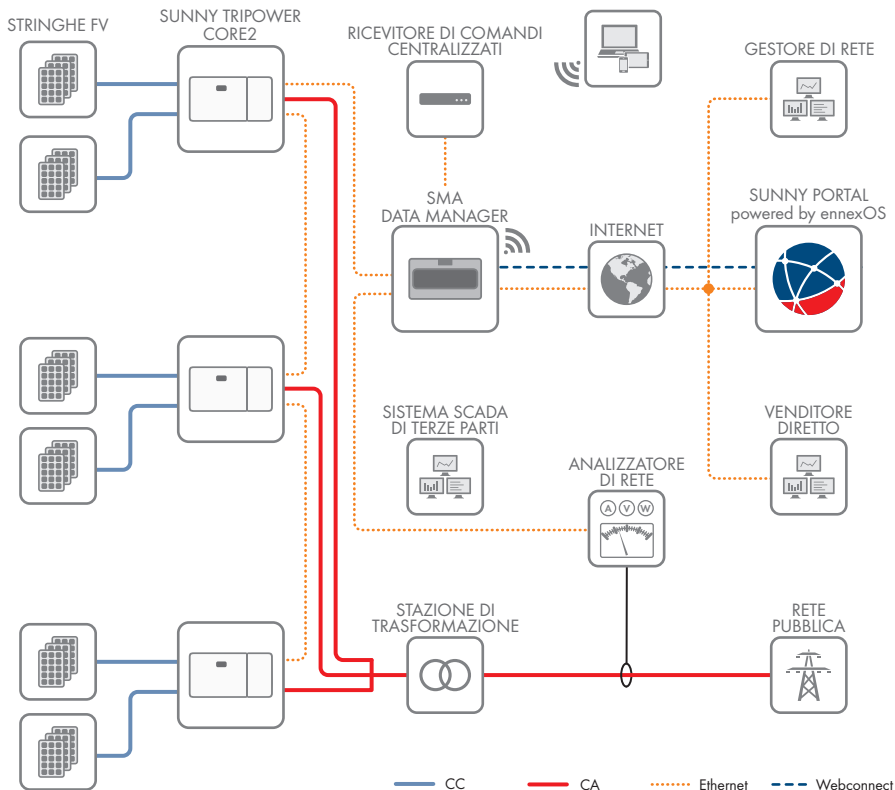 STRINGHE FV
SUNNY TRIPOWER
CORE2
RICEVITORE DI COMANDI
CENTRALIZZATI
GESTORE DI RETE
SMA
DATA MANAGER
INTERNET
SUNNY PORTAL
powered by ennexOS
SISTEMA SCADA
DI TERZE PARTI
ANALIZZATORE
DI RETE
A V W
VENDITORE
DIRETTO
STAZIONE DI
TRASFORMAZIONE
RETE
PUBBLICA
CC
CA
Ethernet
Webconnect